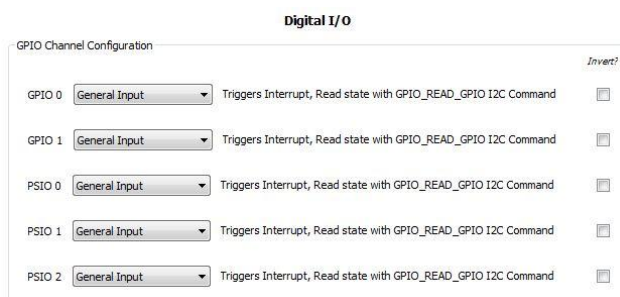 Digital I/O
GPIO Channel Configuration
Invert?
GPIO 0 General Input Triggers Interrupt, Read state with GPIO_READ_GPIO I2C Command
GPIO 1 General Input Triggers Interrupt, Read state with GPIO_READ_GPIO I2C Command
PSIO 0 General Input Triggers Interrupt, Read state with GPIO_READ_GPIO I2C Command
PSIO 1 General Input Triggers Interrupt, Read state with GPIO_READ_GPIO I2C Command
PSIO 2 General Input Triggers Interrupt, Read state with GPIO_READ_GPIO I2C Command